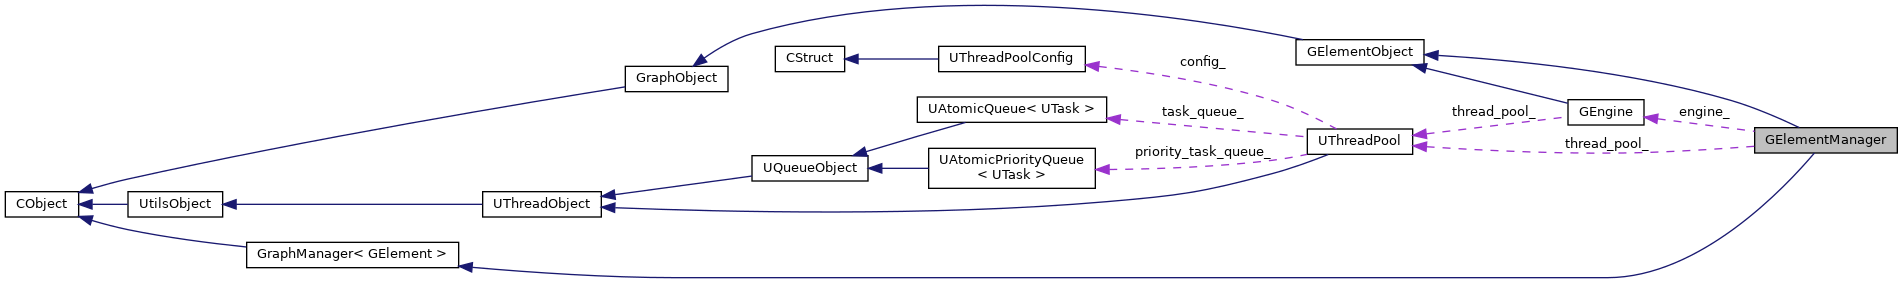 GElementObject
CStruct
UThreadPoolConfig
config_
GraphObject
UAtomicQueue< UTask >
task_queue_
thread_pool_
GEngine
engine_
UThreadPool
GElementManager
thread_pool_
priority_task_queue_
UAtomicPriorityQueue
< UTask >
UQueueObject
CObject
UtilsObject
UThreadObject
GraphManager< GElement >